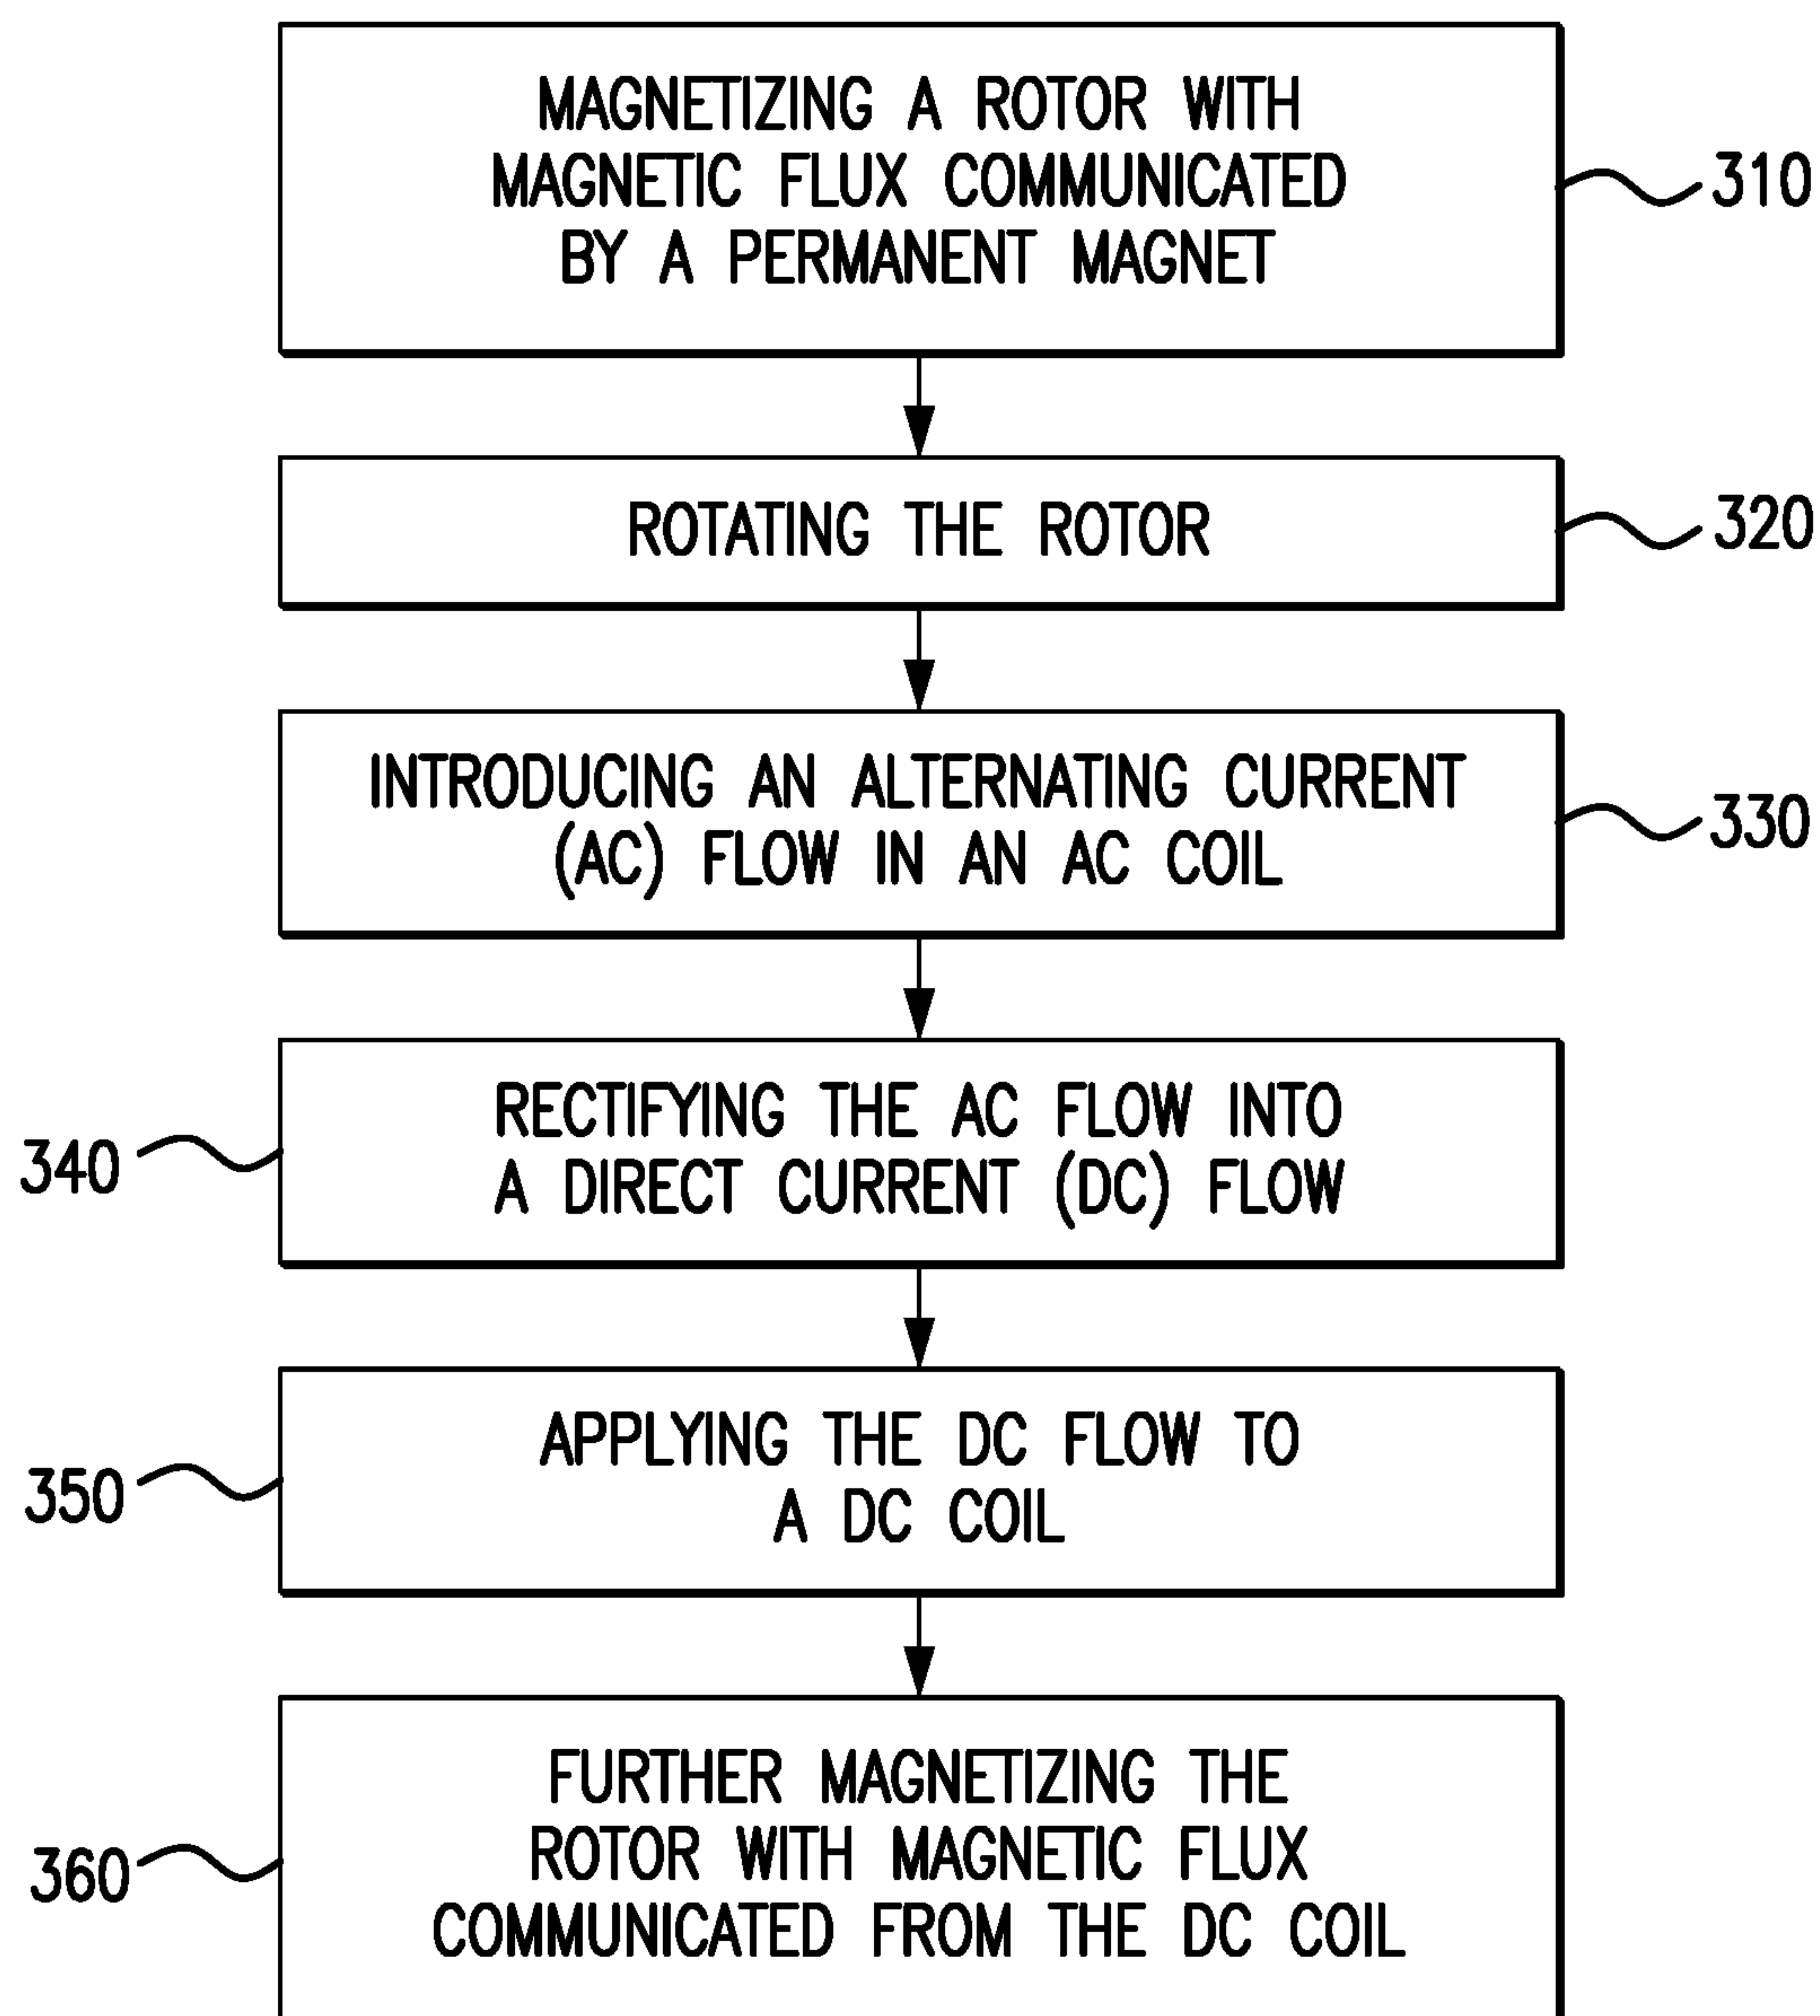 MAGNETIZING A ROTOR WITH
MAGNETIC FLUX COMMUNICATED
BY A PERMANENT MAGNET
310
ROTATING THE ROTOR
320
INTRODUCING AN ALTERNATING CURRENT
(AC) FLOW IN AN AC COIL
330
RECTIFYING THE AC FLOW INTO
A DIRECT CURRENT (DC) FLOW
340
APPLYING THE DC FLOW TO
A DC COIL
350
FURTHER MAGNETIZING THE
ROTOR WITH MAGNETIC FLUX
COMMUNICATED FROM THE DC COIL
360